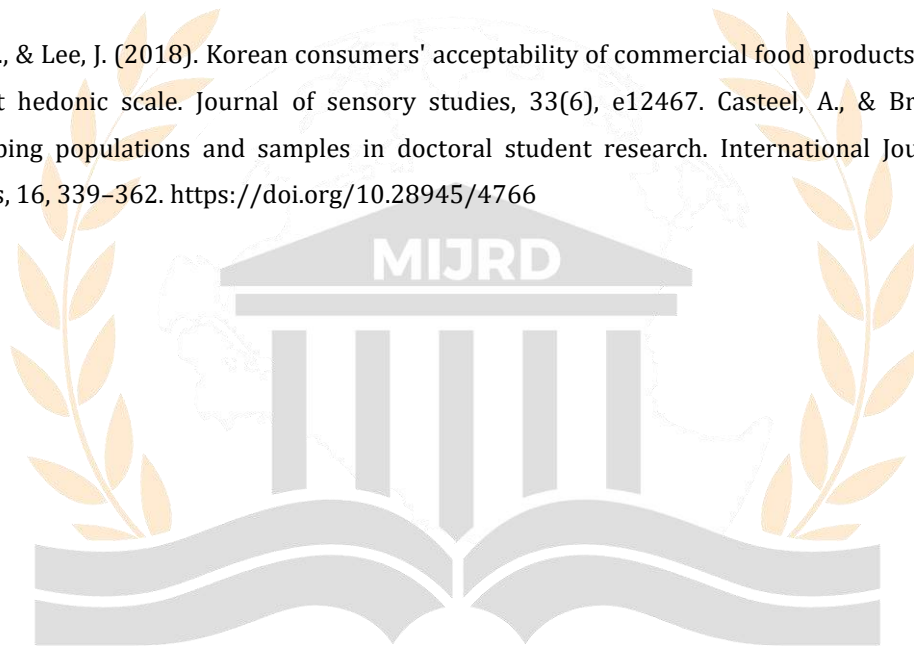 ., & Lee, J. (2018). Korean consumers' acceptability of commercial food products
t hedonic scale. Journal of sensory studies, 33(6), e12467. Casteel, A., & Br
bing populations and samples in doctoral student research. International Jou
s, 16, 339–362. https://doi.org/10.28945/4766
MIJRD